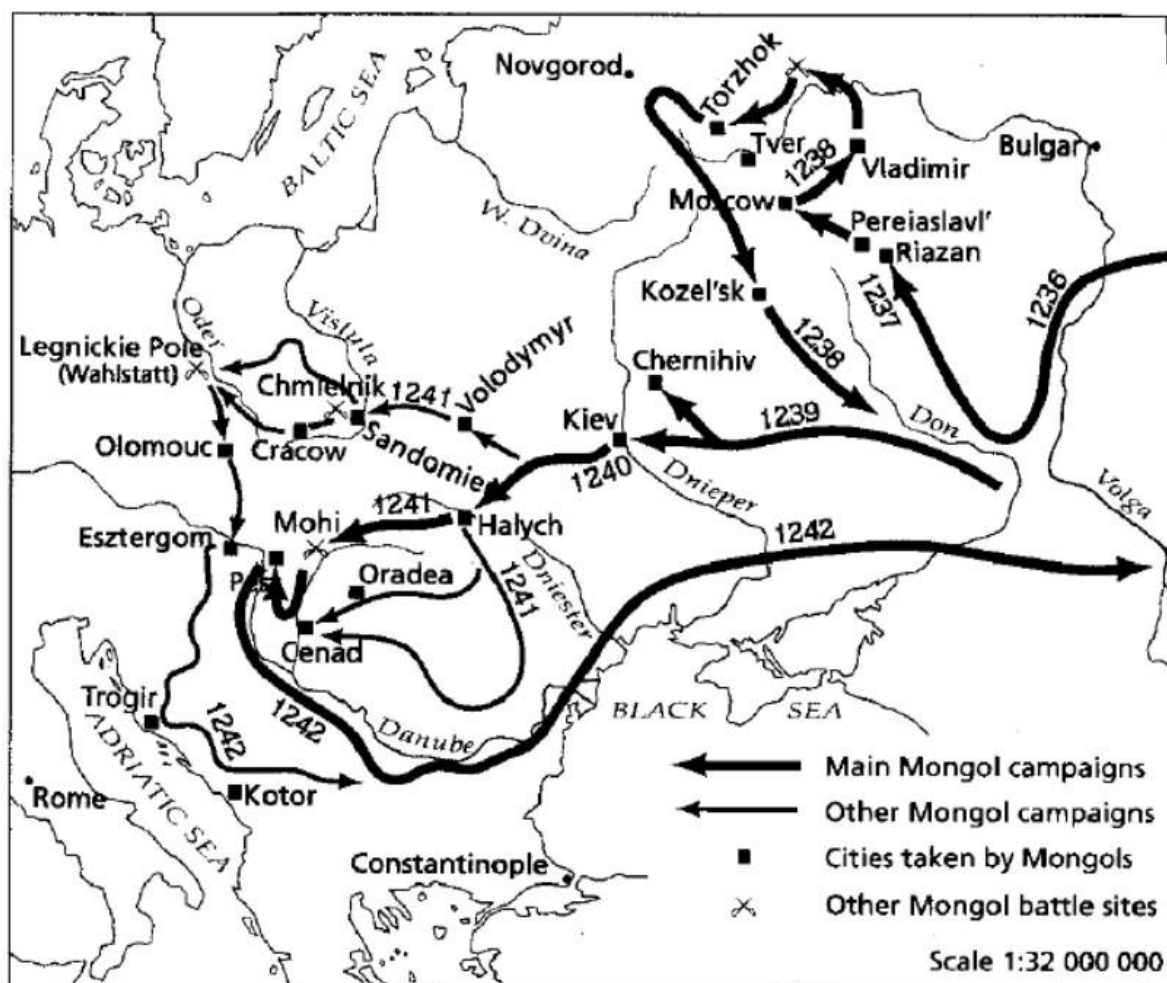 Novgorod
Torzhok
Tver
BALTIC SEA
1238
Vladimir
Bulgar
W. Dvina
Moscow
Pereiaslavl'
Riazan
Kozel'sk
1237
1236
Oder
Vistula
1238
Legnickie Pole
(Wahlstatt)
Chmielnik
1241
Volodymyr
Chernihiv
1239
Don
Kiev
Olomouc
Cracow
Sandomie
1240
Dnieper
Volga
1241
Halych
Mohi
Esztergom
1242
Oradea
Dniester
1241
Cenad
Trogir
1242
1242
Danube
BLACK SEA
ADRIATIC SEA
Rome
Kotor
Constantinople
Main Mongol campaigns
Other Mongol campaigns
Cities taken by Mongols
Other Mongol battle sites
Scale 1:32 000 000